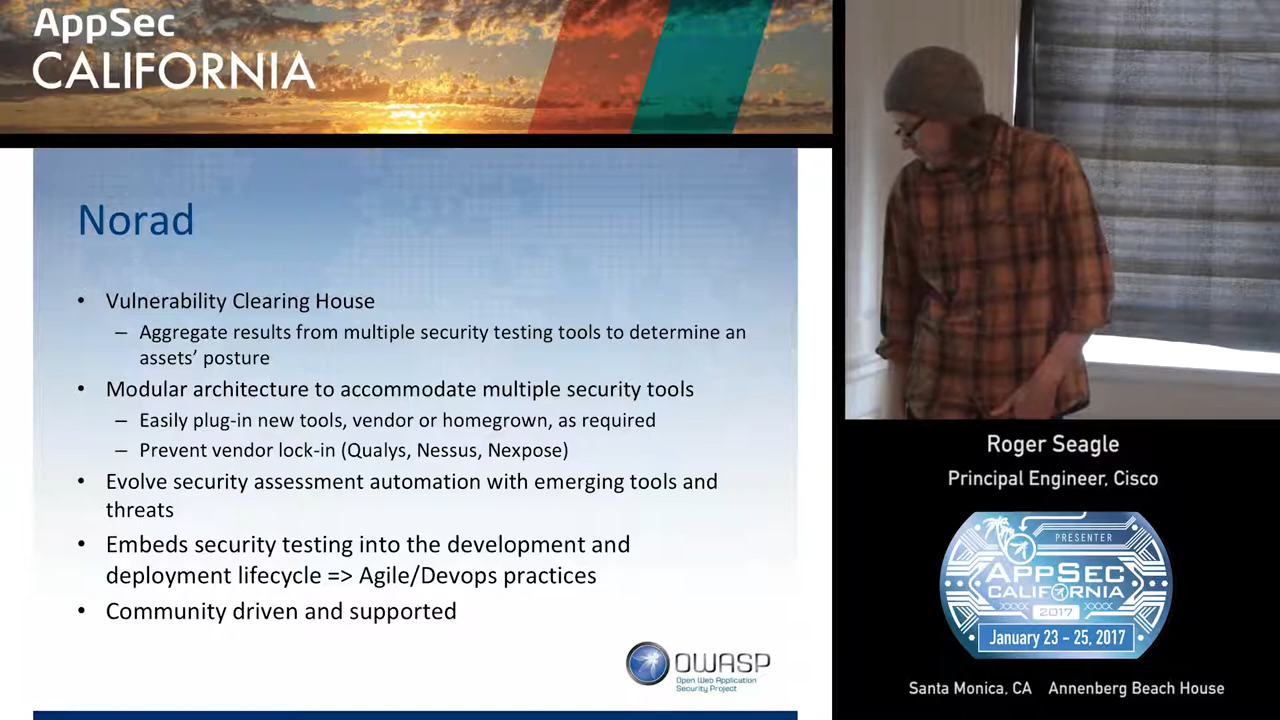 AppSec
CALIFORNIA
Norad
• Vulnerability Clearing House
– Aggregate results from multiple security testing tools to determine an
assets’ posture
• Modular architecture to accommodate multiple security tools
– Easily plug-in new tools, vendor or homegrown, as required
– Prevent vendor lock-in (Qualys, Nessus, Nexpose)
• Evolve security assessment automation with emerging tools and
threats
• Embeds security testing into the development and
deployment lifecycle => Agile/Devops practices
• Community driven and supported
OWASP
Open Web Application
Security Project
Roger Seagle
Principal Engineer, Cisco
PRESENTER
APPSEC
CALIFORNIA
XXXX 2017 XXXX
January 23 – 25, 2017
Santa Monica, CA Annenberg Beach House